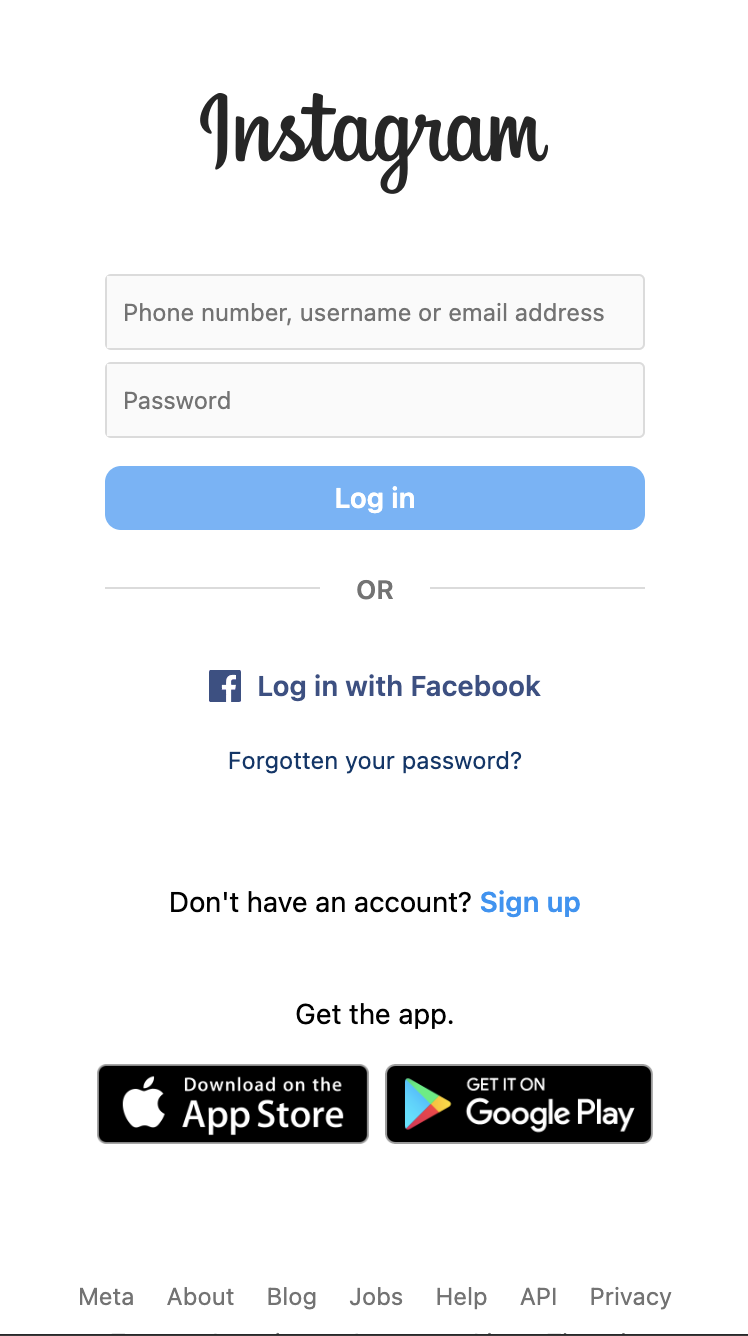 Instagram
Phone number, username or email address
Password
Log in
OR
Log in with Facebook
Forgotten your password?
Don't have an account? Sign up
Get the app.
Download on the
App Store
GET IT ON
Google Play
Meta About Blog Jobs Help API Privacy